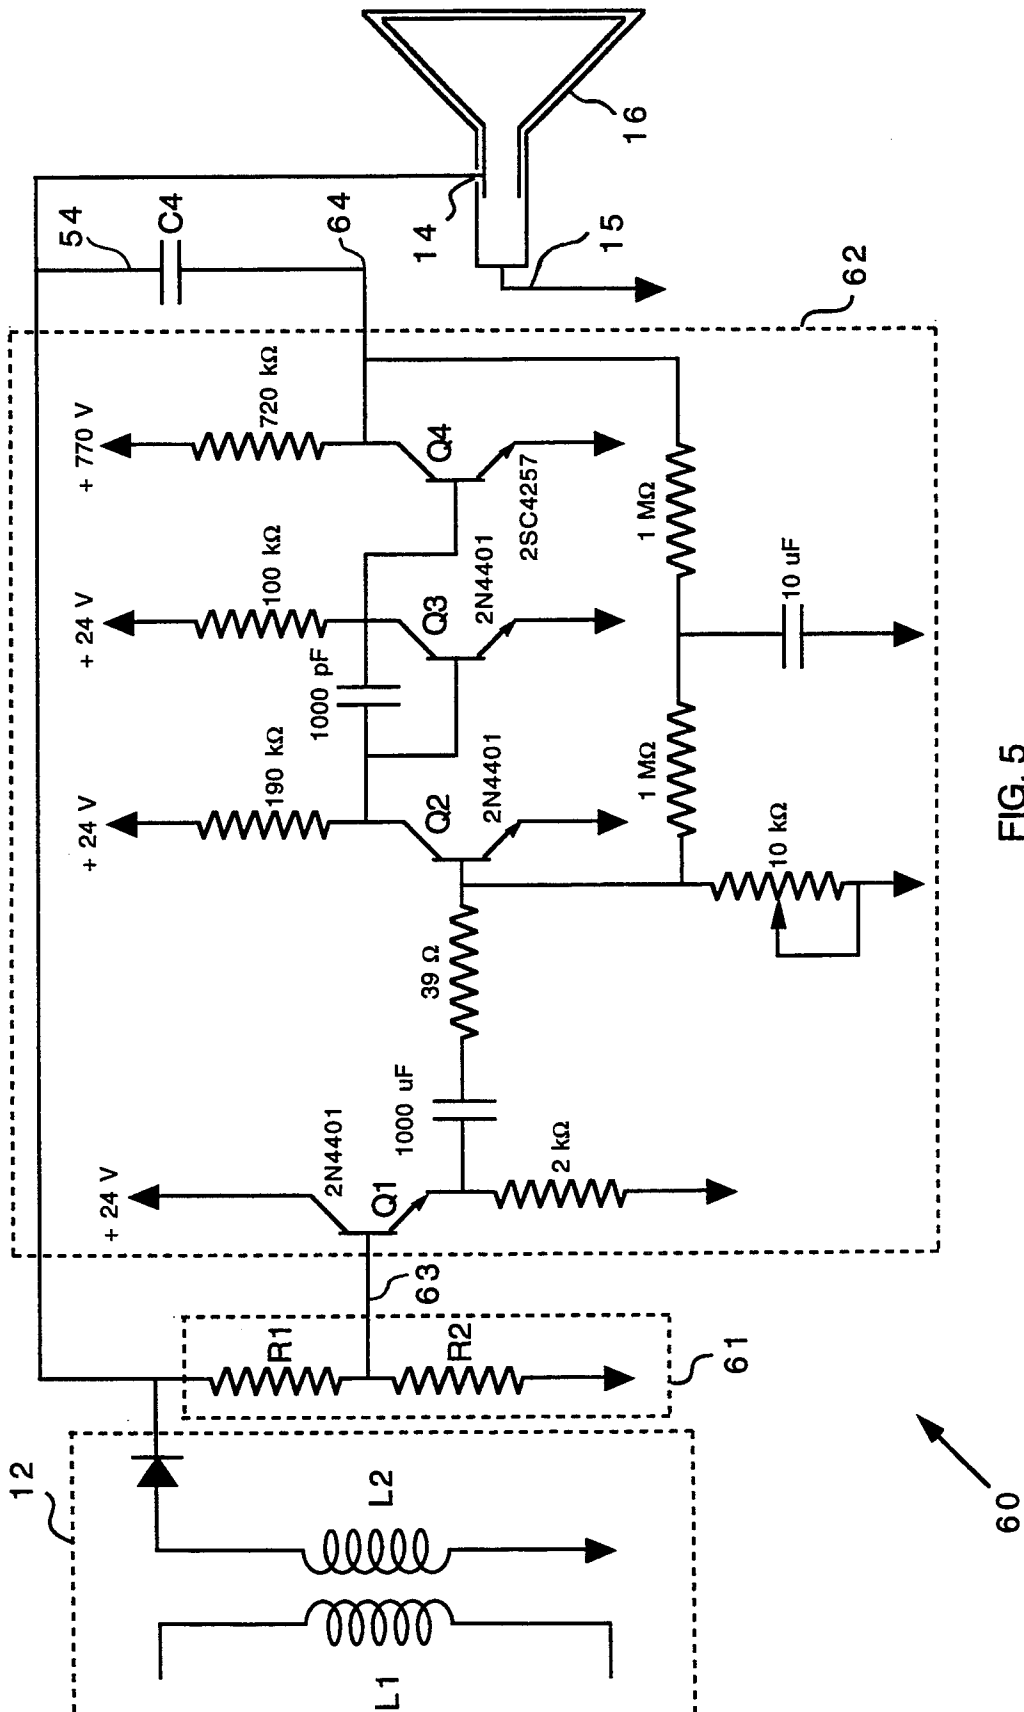 12
L1
L2
R1
R2
61
63
+ 24 V
2N4401
Q1
1000 uF
2 kΩ
39 Ω
+ 24 V
190 kΩ
Q2
2N4401
10 kΩ
1 MΩ
1000 pF
+ 24 V
100 kΩ
Q3
2N4401
+ 770 V
720 kΩ
Q4
2SC4257
1 MΩ
10 uF
62
54
C4
64
14
15
16
60
FIG. 5